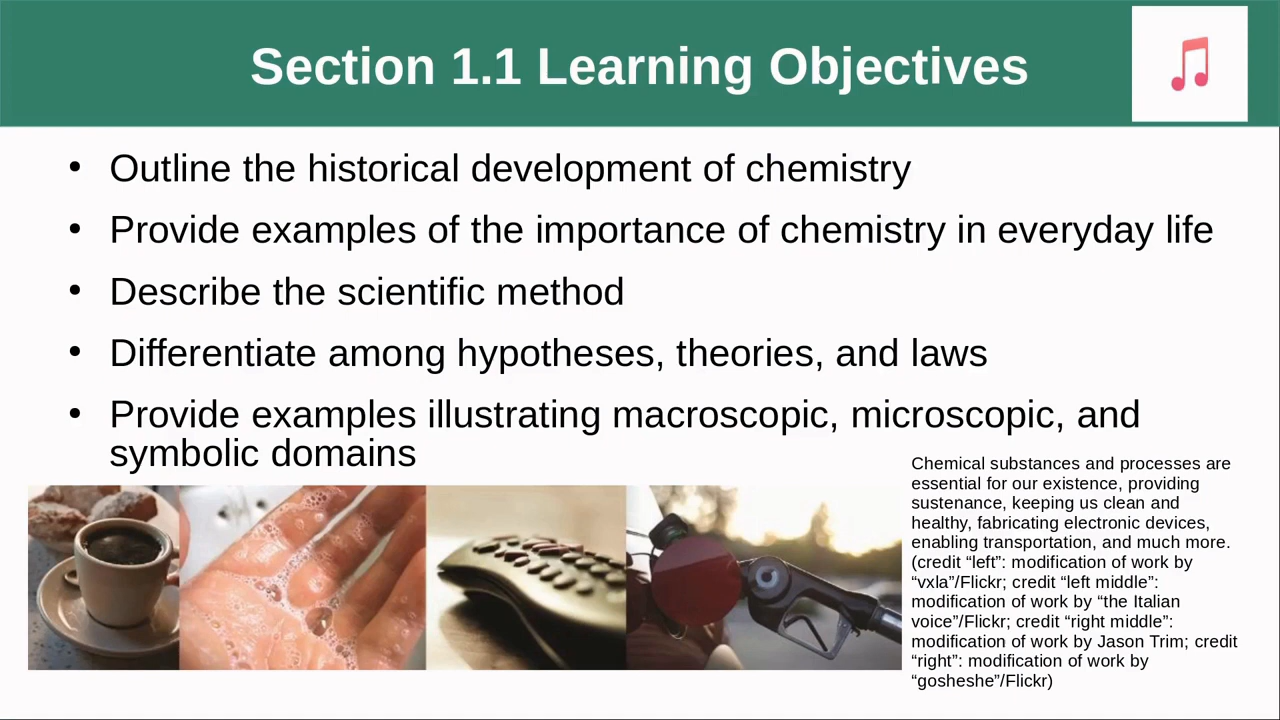 Section 1.1 Learning Objectives
• Outline the historical development of chemistry
• Provide examples of the importance of chemistry in everyday life
• Describe the scientific method
• Differentiate among hypotheses, theories, and laws
• Provide examples illustrating macroscopic, microscopic, and
symbolic domains
Chemical substances and processes are
essential for our existence, providing
sustenance, keeping us clean and
healthy, fabricating electronic devices,
enabling transportation, and much more.
(credit “left”: modification of work by
“vxla”/Flickr; credit “left middle”:
modification of work by “the Italian
voice”/Flickr; credit “right middle”:
modification of work by Jason Trim; credit
“right”: modification of work by
“gosheshe”/Flickr)